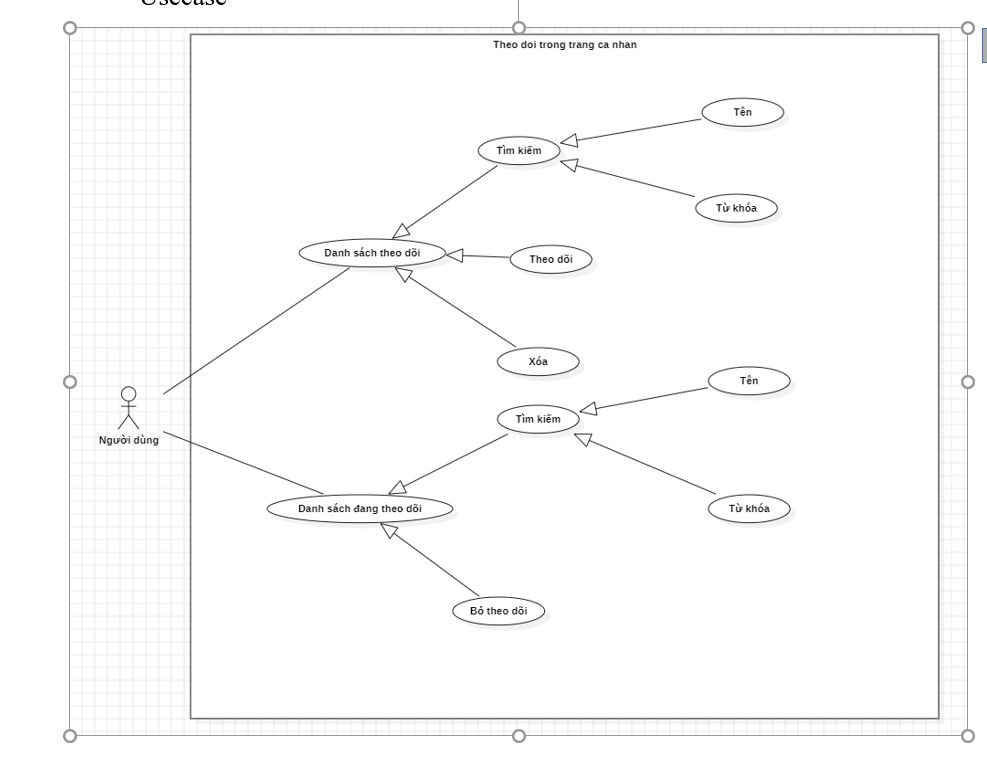 Usecase
Theo doi trong trang ca nhan
Tên
Tìm kiếm
Từ khóa
Danh sách theo dõi
Theo dõi
Xóa
Tên
Tìm kiếm
Người dùng
Danh sách đang theo dõi
Từ khóa
Bỏ theo dõi